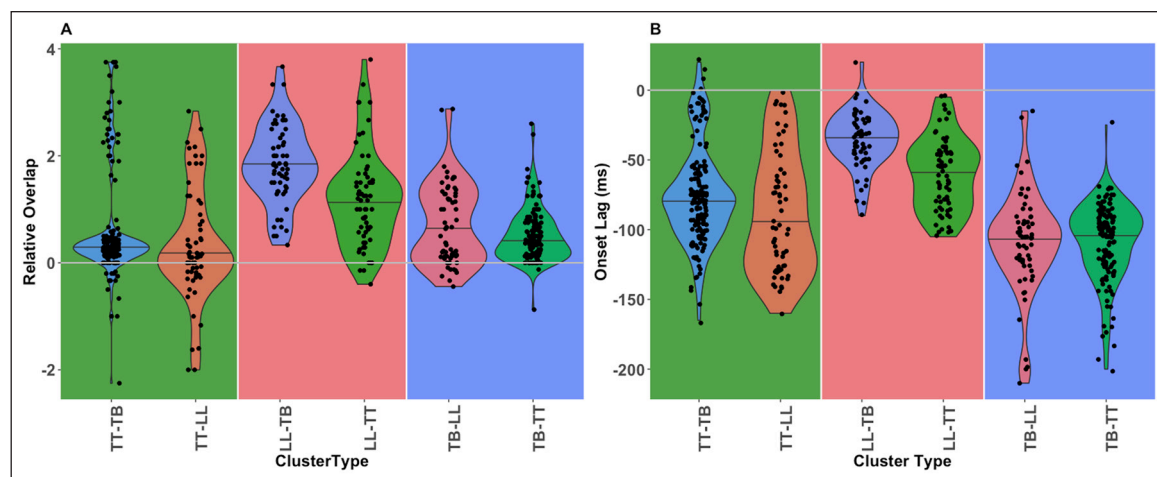 A
Relative Overlap
4
2
0
-2
TT-TB
TT-LL
LL-TB
LL-TT
TB-LL
TB-TT
ClusterType
B
Onset Lag (ms)
0
-50
-100
-150
-200
TT-TB
TT-LL
LL-TB
LL-TT
TB-LL
TB-TT
Cluster Type